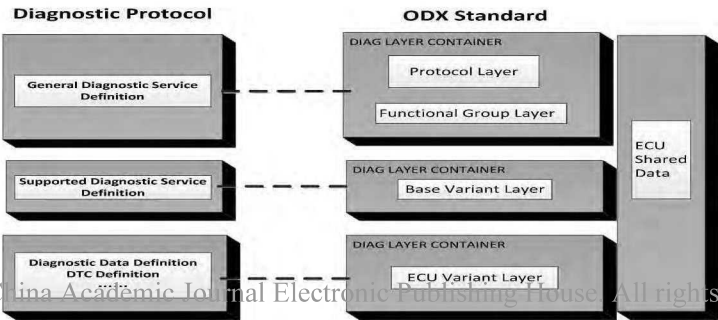 Diagnostic Protocol
ODX Standard
General Diagnostic Service
Definition
DIAG LAYER CONTAINER
Protocol Layer
Functional Group Layer
ECU
Shared
Data
Supported Diagnostic Service
Definition
DIAG LAYER CONTAINER
Base Variant Layer
Diagnostic Data Definition
DTC Definition
......
DIAG LAYER CONTAINER
ECU Variant Layer
China Academic Journal Electronic Publishing House. All rights